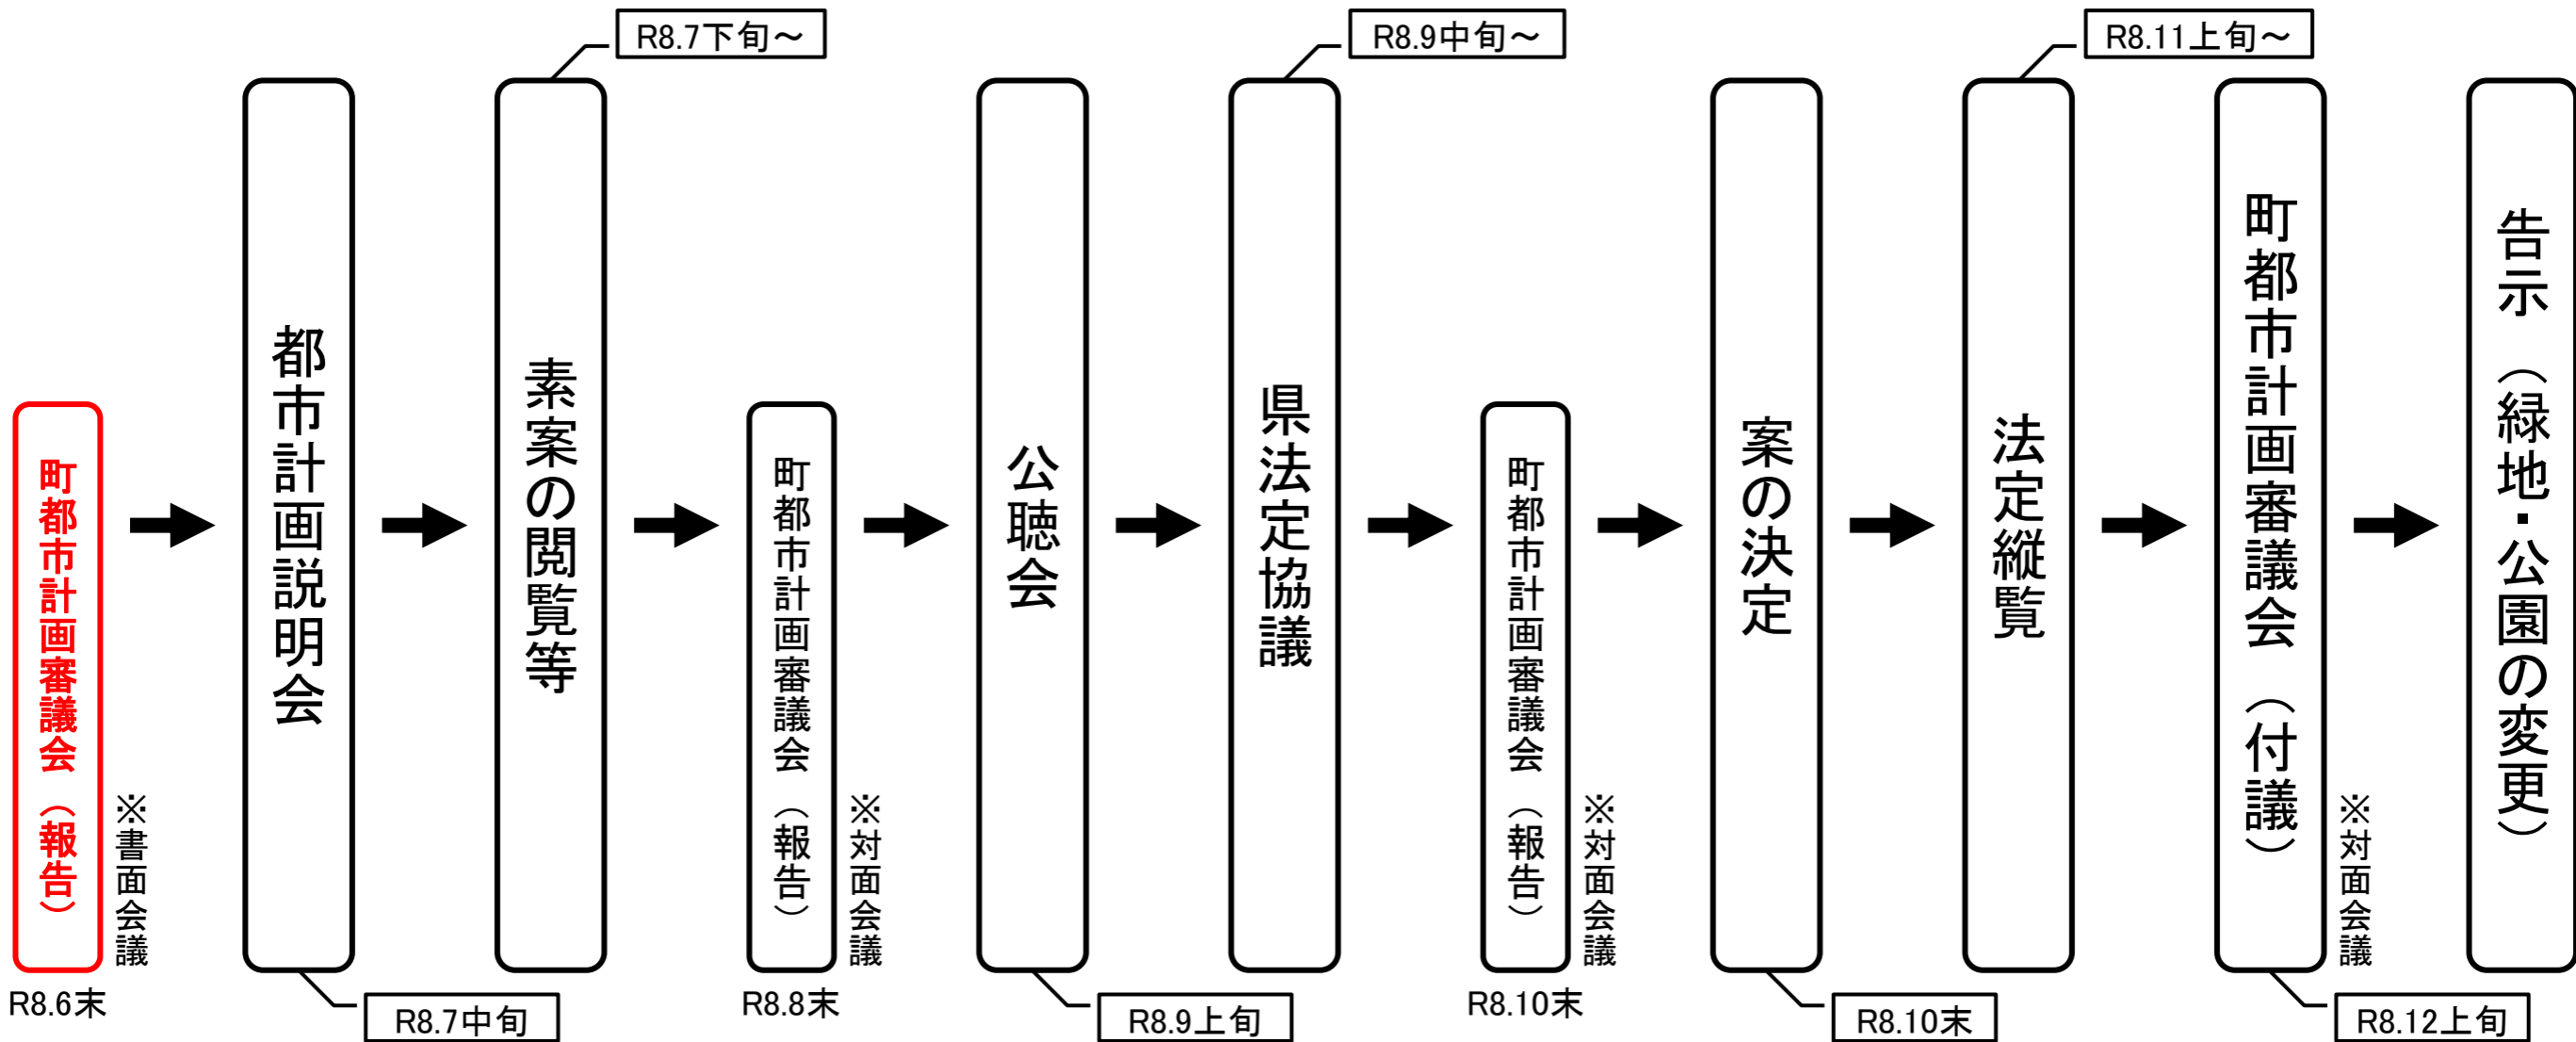 町都市計画審議会（報告）
※書面会議
R8.6末
都市計画説明会
R8.7中旬
素案の閲覧等
R8.7下旬～
町都市計画審議会（報告）
※対面会議
R8.8末
公聴会
R8.9上旬
県法定協議
R8.9中旬～
町都市計画審議会（報告）
※対面会議
R8.10末
案の決定
R8.10末
法定縦覧
R8.11上旬～
町都市計画審議会（付議）
※対面会議
R8.12上旬
告示（緑地・公園の変更）